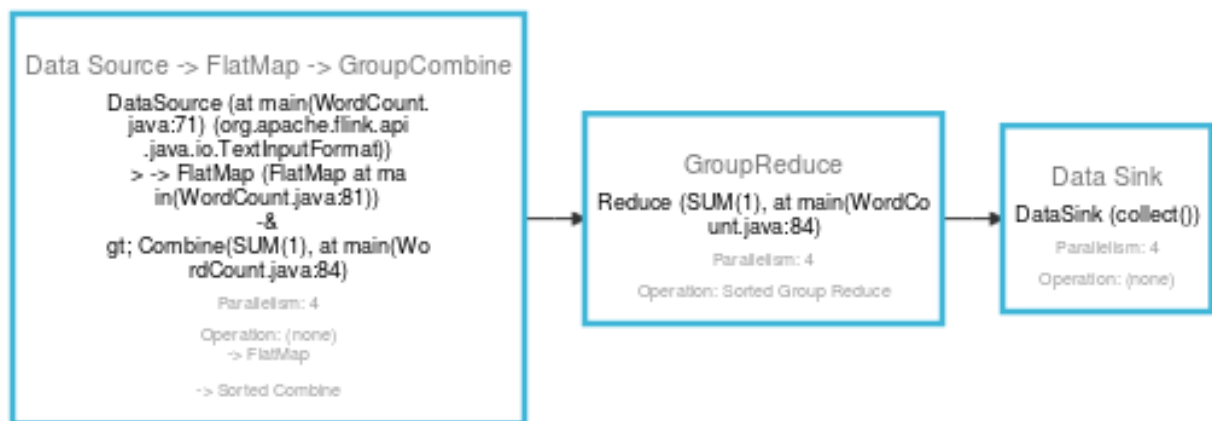 Data Source -> FlatMap -> GroupCombine
DataSource (at main(WordCount.
java:71) (org.apache.flink.api
.java.io.TextInputFormat))
> -> FlatMap (FlatMap at ma
in(WordCount.java:81))
-&
gt; Combine(SUM(1), at main(Wo
rdCount.java:84)
Parallelism: 4
Operation: (none)
-> FlatMap
-> Sorted Combine
GroupReduce
Reduce (SUM(1), at main(WordCo
unt.java:84)
Parallelism: 4
Operation: Sorted Group Reduce
Data Sink
DataSink (collect())
Parallelism: 4
Operation: (none)